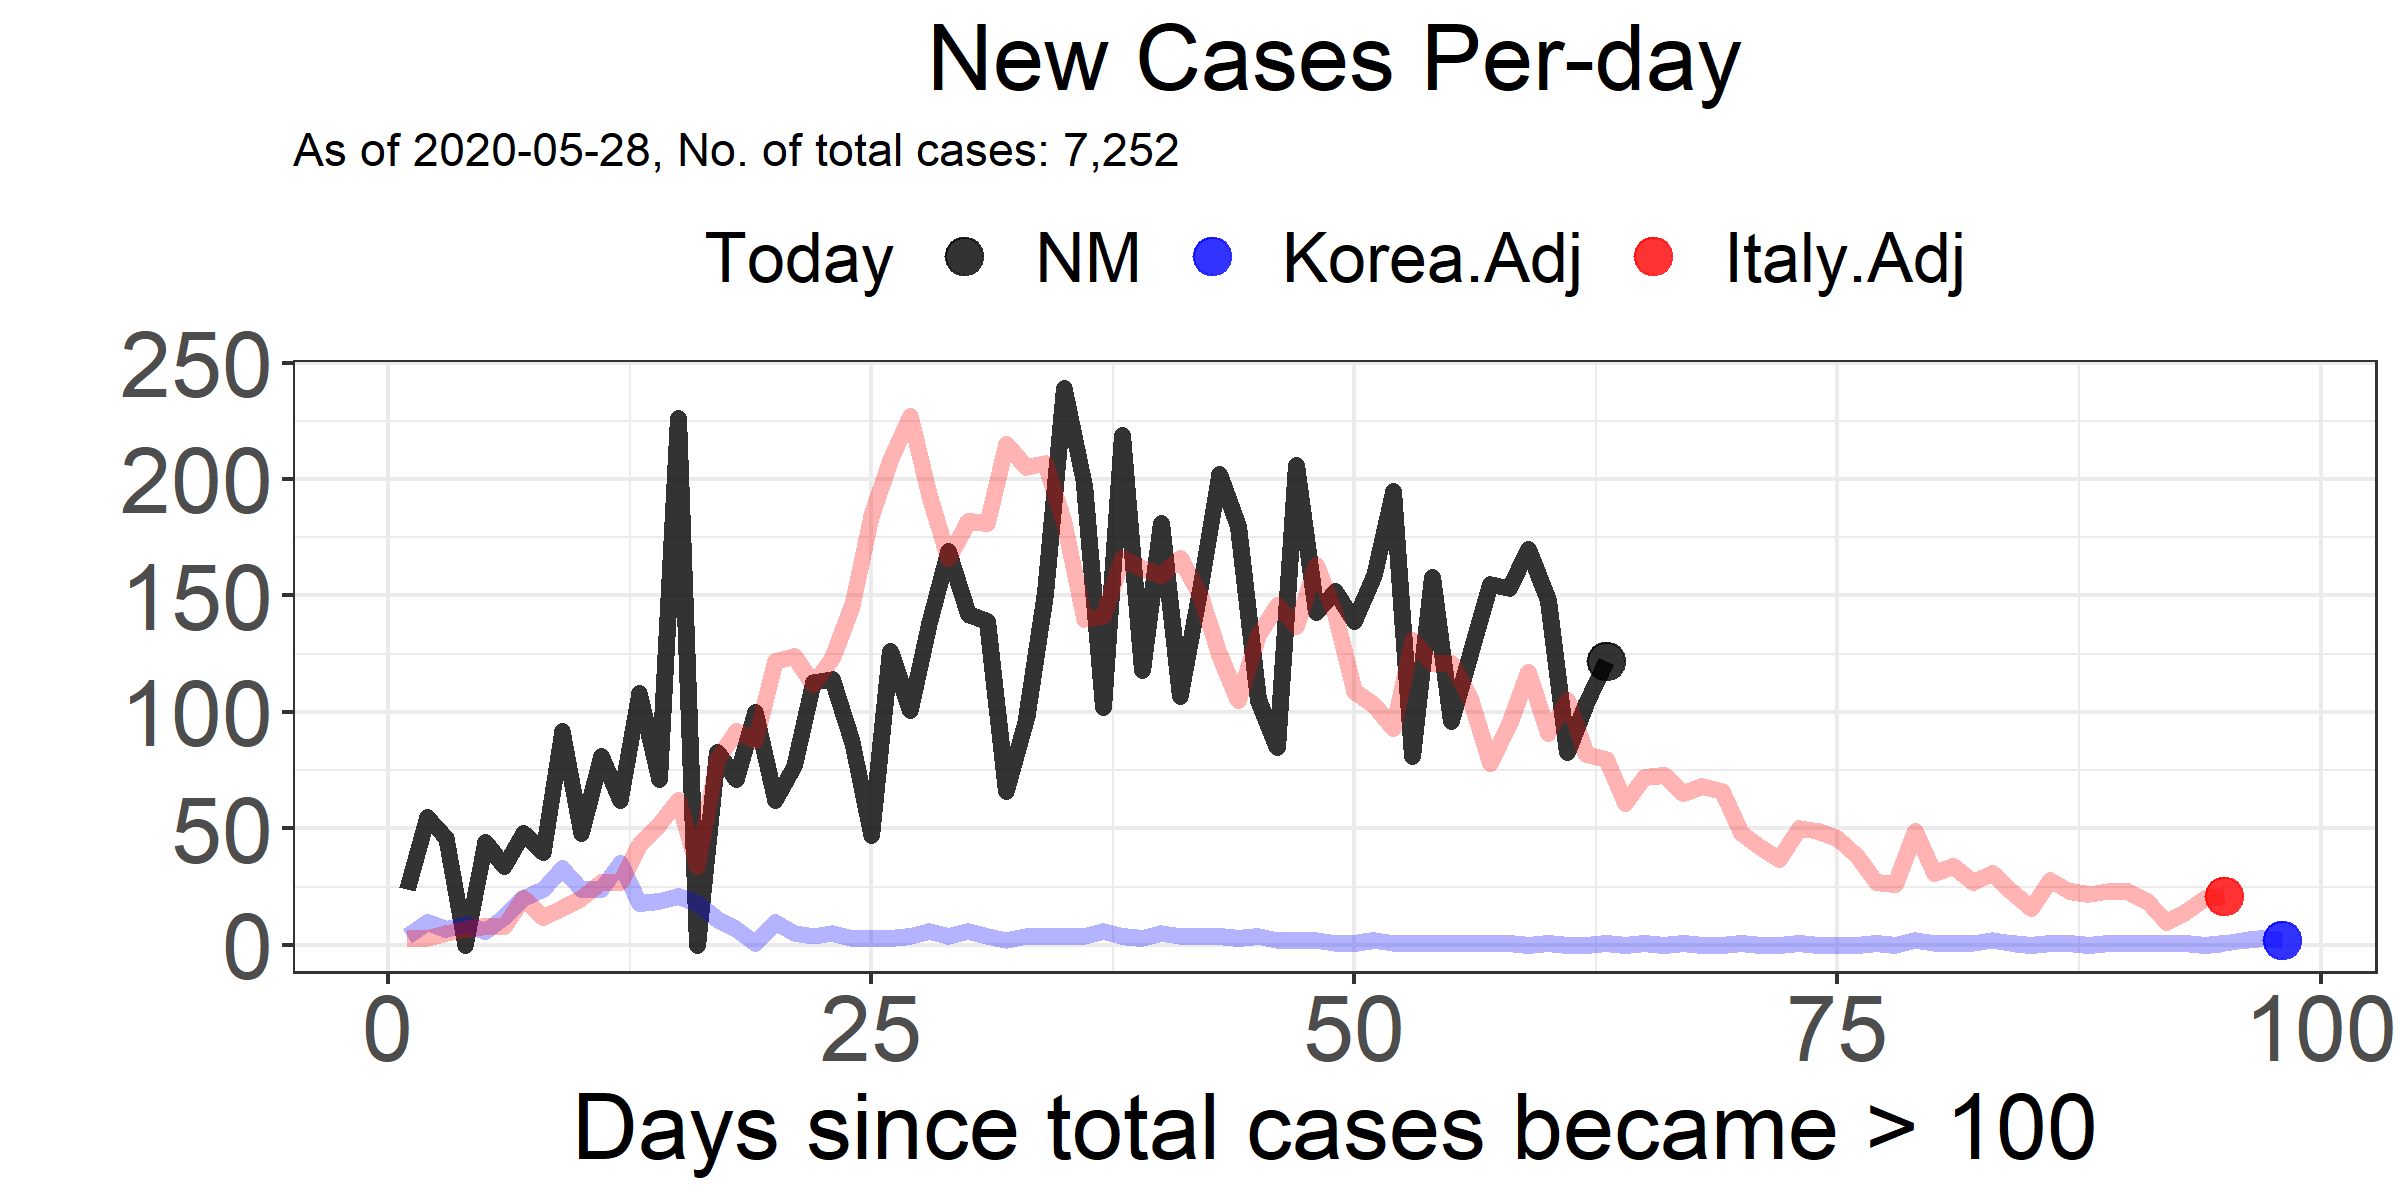 New Cases Per-day
As of 2020-05-28, No. of total cases: 7,252
Today NM Korea.Adj Italy.Adj
250
200
150
100
50
0
0 25 50 75 100
Days since total cases became > 100